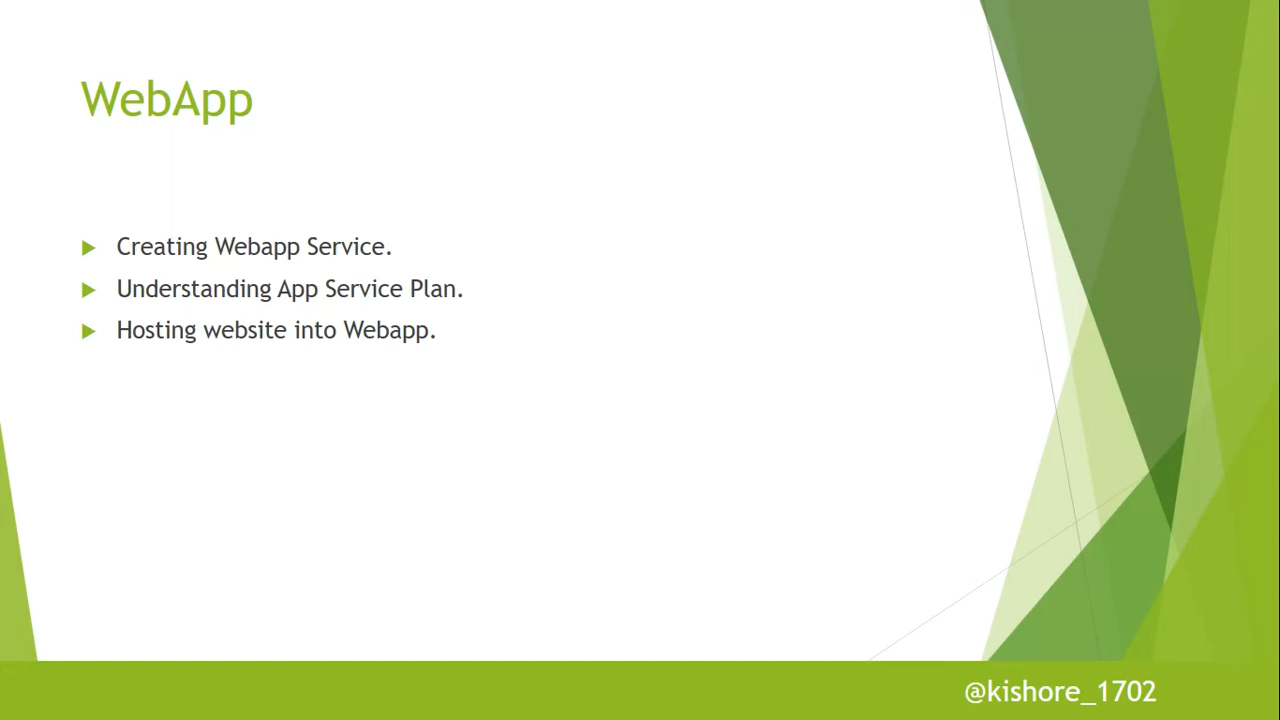 WebApp
Creating Webapp Service.
Understanding App Service Plan.
Hosting website into Webapp.
@kishore_1702